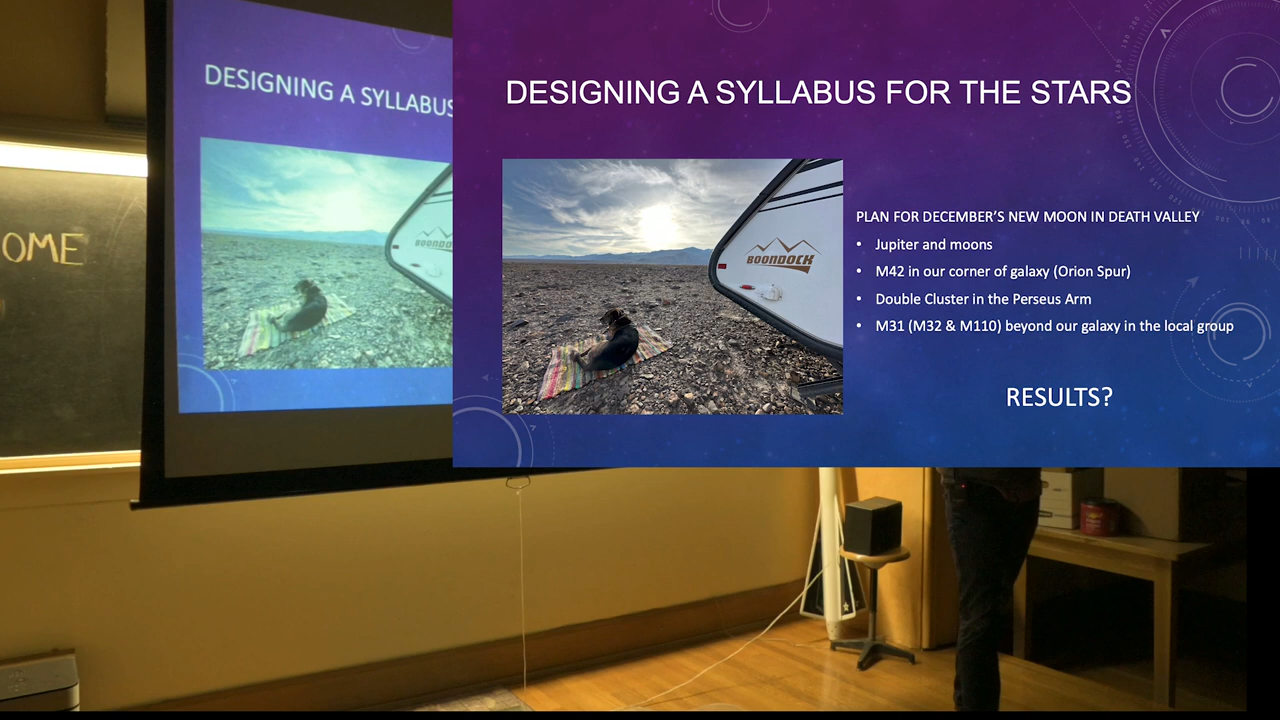 OME
DESIGNING A SYLLABUS
BOONDOCK
DESIGNING A SYLLABUS FOR THE STARS
BOONDOCK
PLAN FOR DECEMBER'S NEW MOON IN DEATH VALLEY
• Jupiter and moons
• M42 in our corner of galaxy (Orion Spur)
• Double Cluster in the Perseus Arm
• M31 (M32 & M110) beyond our galaxy in the local group
RESULTS?